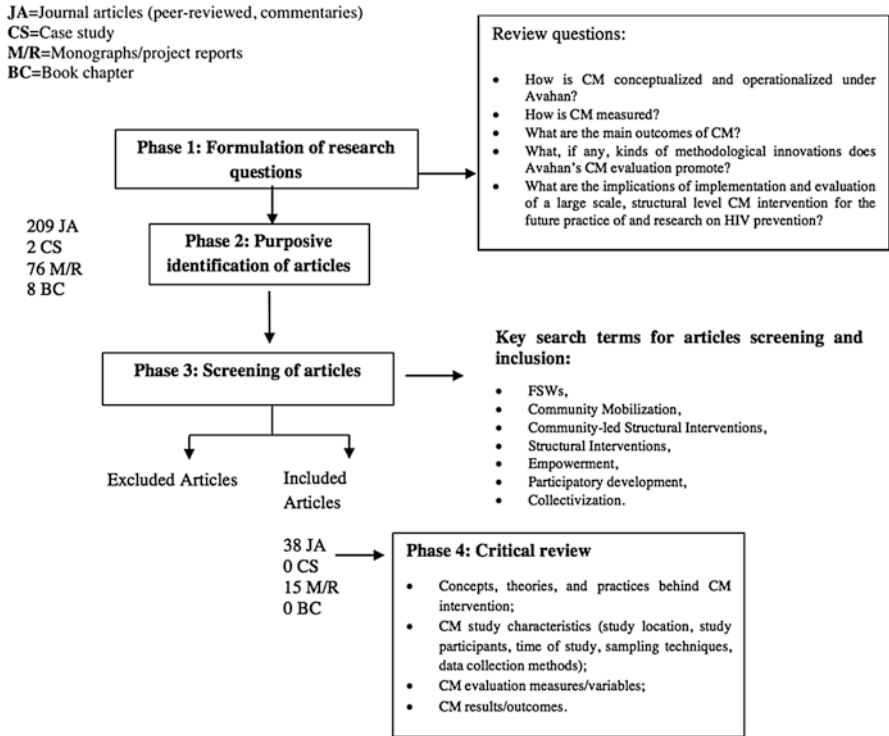 JA=Journal articles (peer-reviewed, commentaries)
CS=Case study
M/R=Monographs/project reports
BC=Book chapter
Review questions:
• How is CM conceptualized and operationalized under
Avahan?
• How is CM measured?
• What are the main outcomes of CM?
• What, if any, kinds of methodological innovations does
Avahan's CM evaluation promote?
• What are the implications of implementation and evaluation
of a large scale, structural level CM intervention for the
future practice of and research on HIV prevention?
Phase 1: Formulation of research
questions
209 JA
2 CS
76 M/R
8 BC
Phase 2: Purposive
identification of articles
Phase 3: Screening of articles
Key search terms for articles screening and
inclusion:
• FSWs,
• Community Mobilization,
• Community-led Structural Interventions,
• Structural Interventions,
• Empowerment,
• Participatory development,
• Collectivization.
Excluded Articles
Included
Articles
38 JA
0 CS
15 M/R
0 BC
Phase 4: Critical review
• Concepts, theories, and practices behind CM
intervention;
• CM study characteristics (study location, study
participants, time of study, sampling techniques,
data collection methods);
• CM evaluation measures/variables;
• CM results/outcomes.